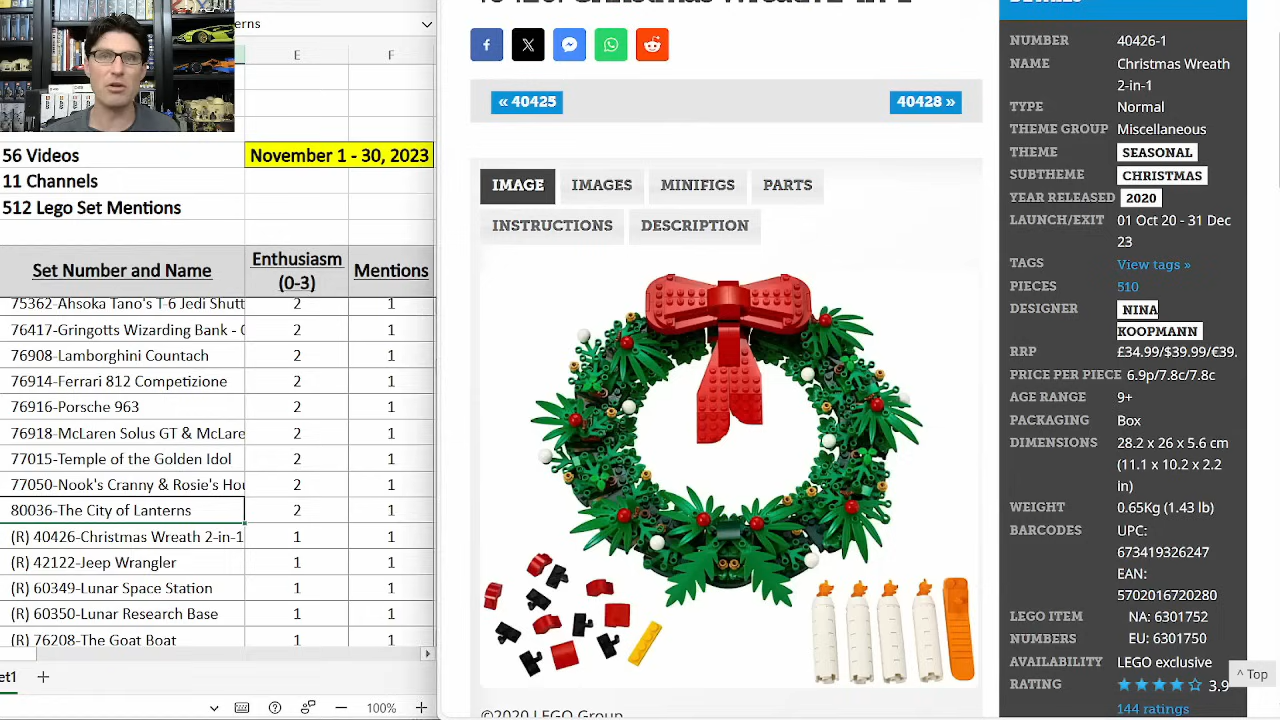 erns
E
F
56 Videos
November 1 - 30, 2023
11 Channels
512 Lego Set Mentions
Set Number and Name
Enthusiasm
(0-3)
Mentions
75362-Ahsoka Tano's T-6 Jedi Shutt
2
1
76417-Gringotts Wizarding Bank - C
2
1
76908-Lamborghini Countach
2
1
76914-Ferrari 812 Competizione
2
1
76916-Porsche 963
2
1
76918-McLaren Solus GT & McLare
2
1
77015-Temple of the Golden Idol
2
1
77050-Nook's Cranny & Rosie's Hou
2
1
80036-The City of Lanterns
2
1
(R) 40426-Christmas Wreath 2-in-1
1
1
(R) 42122-Jeep Wrangler
1
1
(R) 60349-Lunar Space Station
1
1
(R) 60350-Lunar Research Base
1
1
(R) 76208-The Goat Boat
1
1
et1
100%
« 40425
40428 »
IMAGE
IMAGES
MINIFIGS
PARTS
INSTRUCTIONS
DESCRIPTION
©2020 LEGO Group
NUMBER
40426-1
NAME
Christmas Wreath
2-in-1
TYPE
Normal
THEME GROUP
Miscellaneous
THEME
SEASONAL
SUBTHEME
CHRISTMAS
YEAR RELEASED
2020
LAUNCH/EXIT
01 Oct 20 - 31 Dec
23
TAGS
View tags »
PIECES
510
DESIGNER
NINA
KOOPMANN
RRP
£34.99/$39.99/€39.
PRICE PER PIECE
6.9p/7.8c/7.8c
AGE RANGE
9+
PACKAGING
Box
DIMENSIONS
28.2 x 26 x 5.6 cm
(11.1 x 10.2 x 2.2
in)
WEIGHT
0.65Kg (1.43 lb)
BARCODES
UPC:
673419326247
EAN:
5702016720280
LEGO ITEM
NUMBERS
NA: 6301752
EU: 6301750
AVAILABILITY
LEGO exclusive
RATING
3.9
144 ratings
^ Top